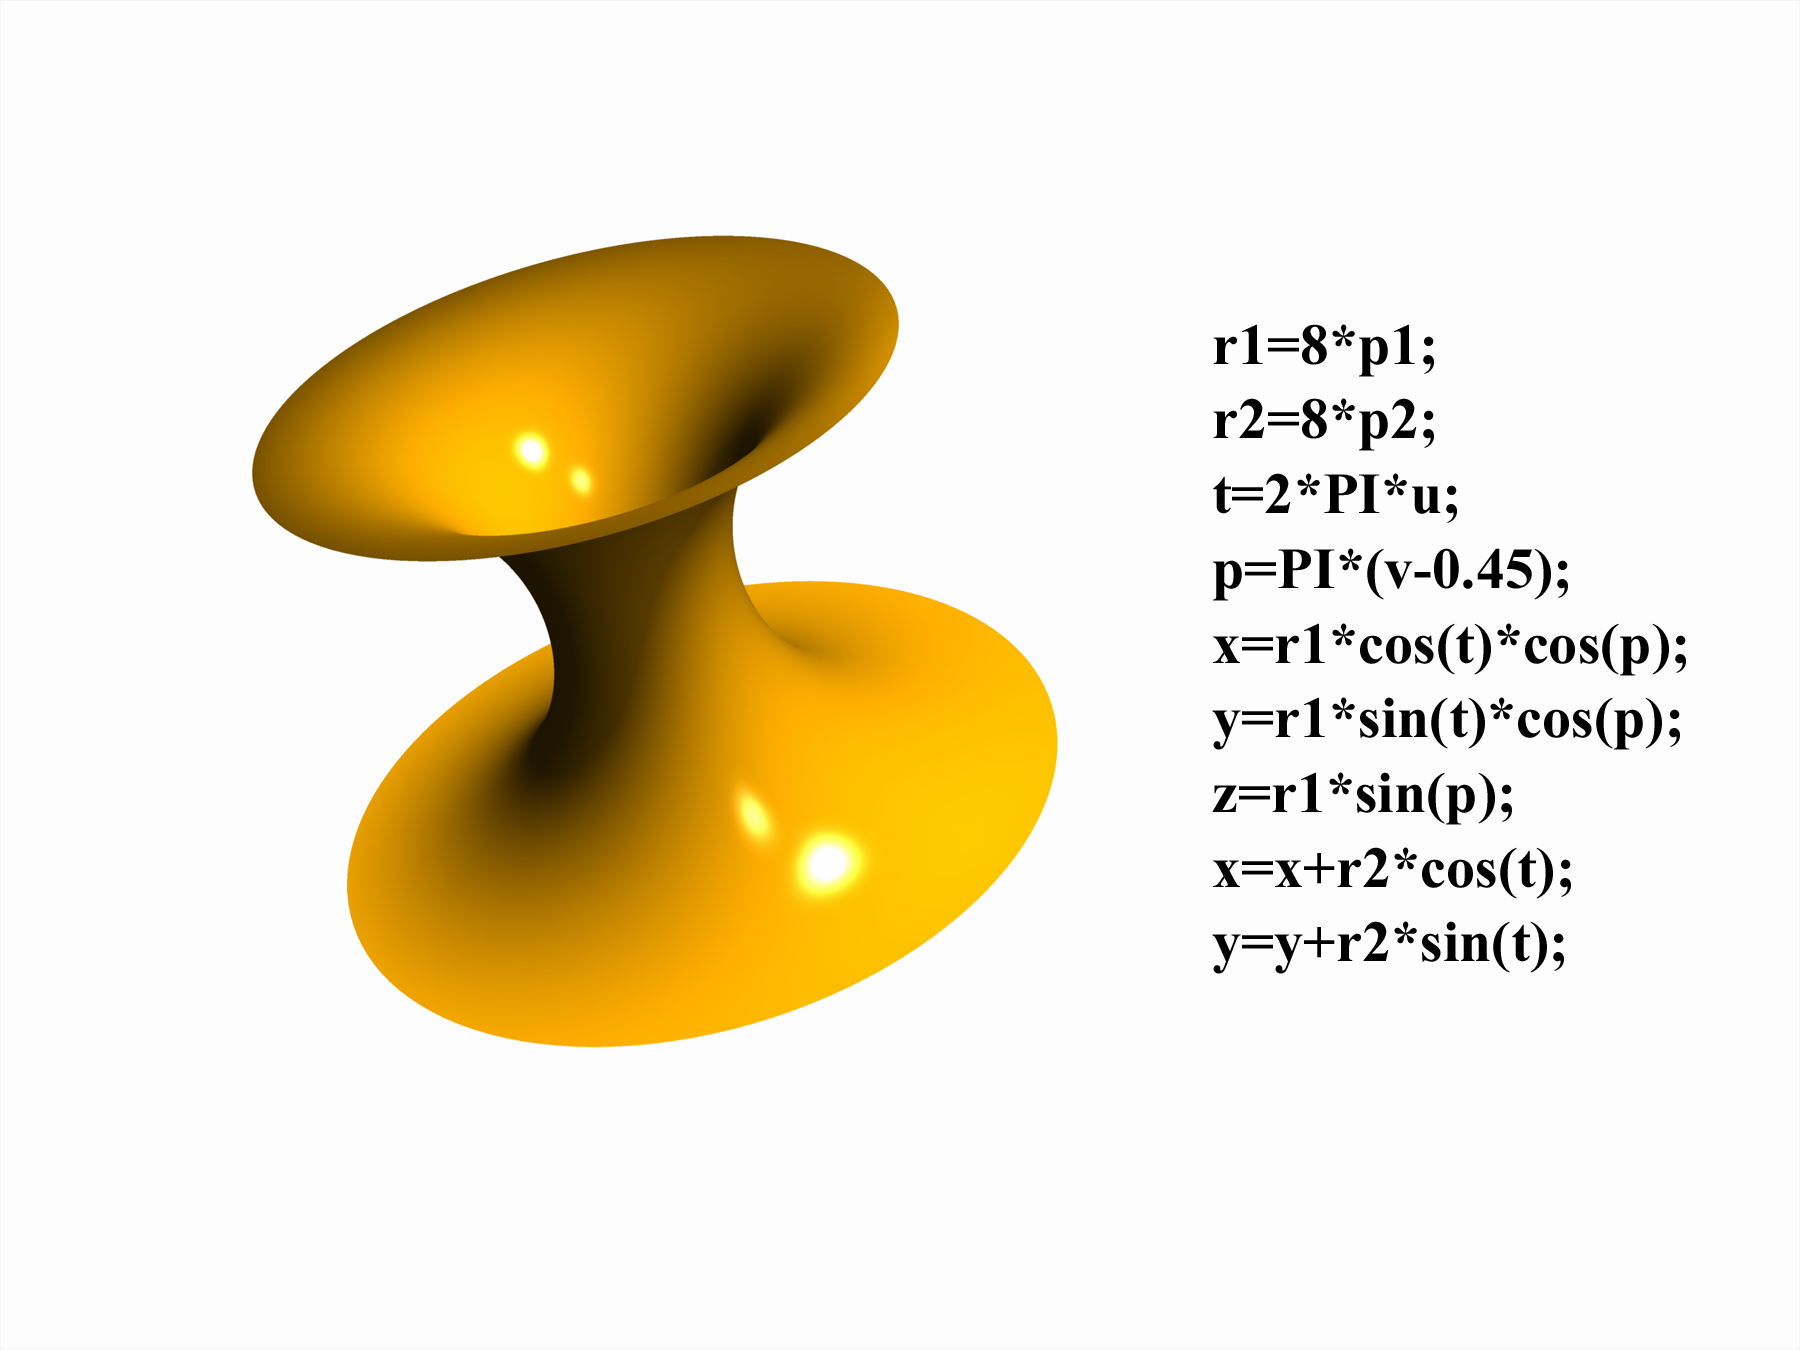 r1=8*p1;
r2=8*p2;
t=2*PI*u;
p=PI*(v-0.45);
x=r1*cos(t)*cos(p);
y=r1*sin(t)*cos(p);
z=r1*sin(p);
x=x+r2*cos(t);
y=y+r2*sin(t);